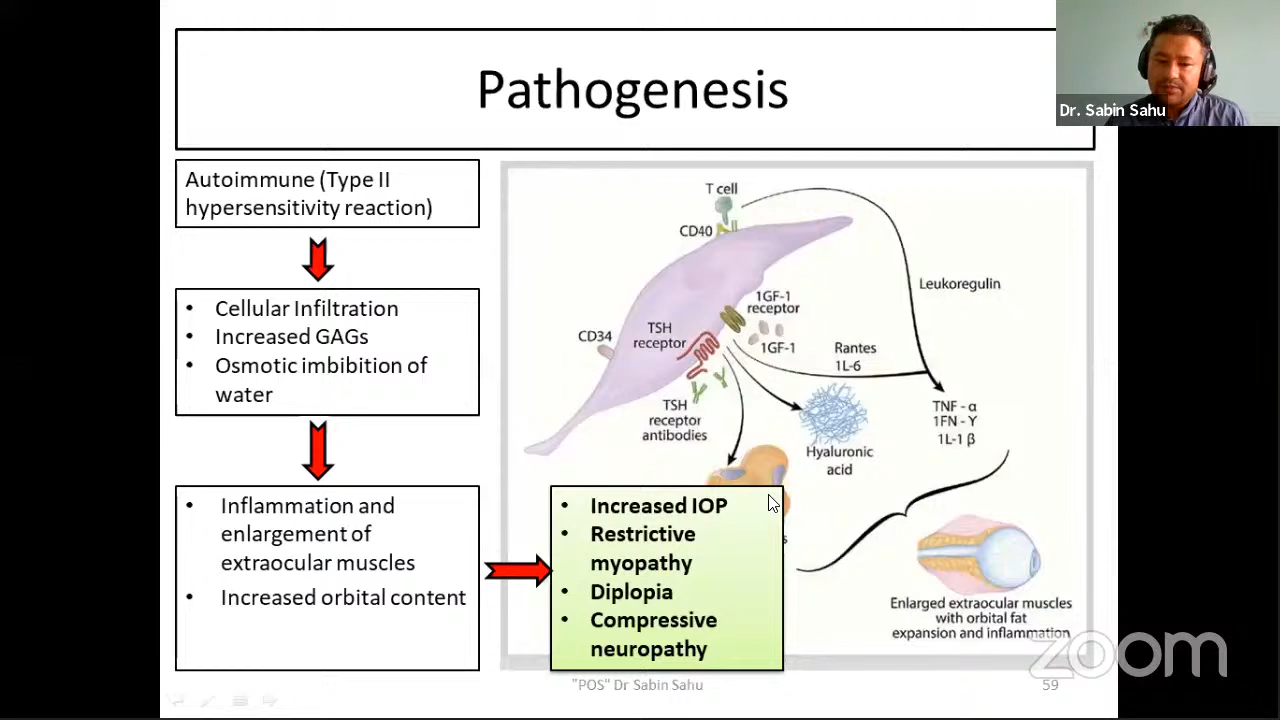 Pathogenesis
Dr. Sabin Sahu
Autoimmune (Type II
hypersensitivity reaction)
• Cellular Infiltration
• Increased GAGs
• Osmotic imbibition of
water
• Inflammation and
enlargement of
extraocular muscles
• Increased orbital content
• Increased IOP
• Restrictive
myopathy
• Diplopia
• Compressive
neuropathy
T cell
CD40
Leukoregulin
1GF-1
receptor
CD34
TSH
receptor
1GF-1
Rantes
1L-6
TSH
receptor
antibodies
Hyaluronic
acid
TNF - α
1FN - Y
1L-1 β
Enlarged extraocular muscles
with orbital fat
expansion and inflammation
zoom
"POS" Dr Sabin Sahu
59